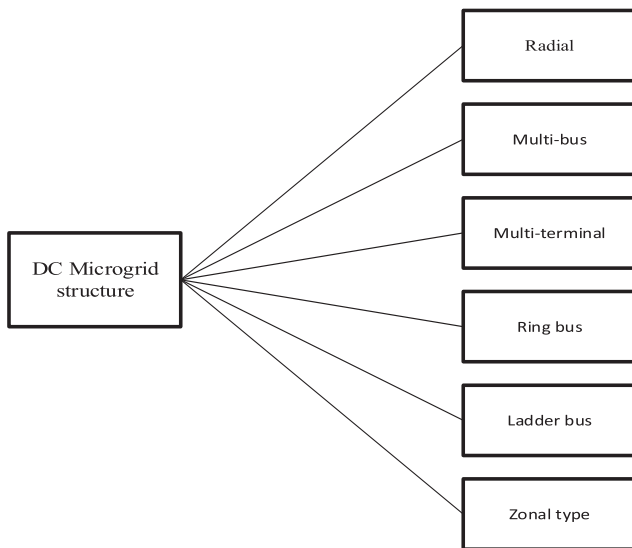 Radial
Multi-bus
Multi-terminal
DC Microgrid
structure
Ring bus
Ladder bus
Zonal type